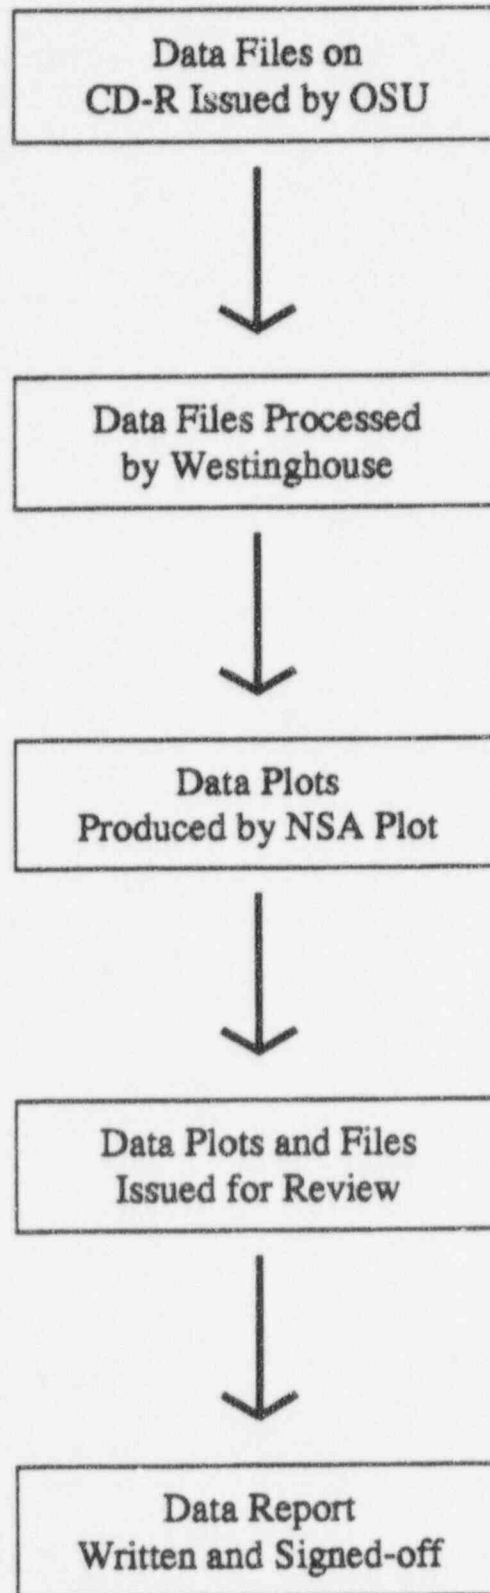 Data Files on
CD-R Issued by OSU
Data Files Processed
by Westinghouse
Data Plots
Produced by NSA Plot
Data Plots and Files
Issued for Review
Data Report
Written and Signed-off